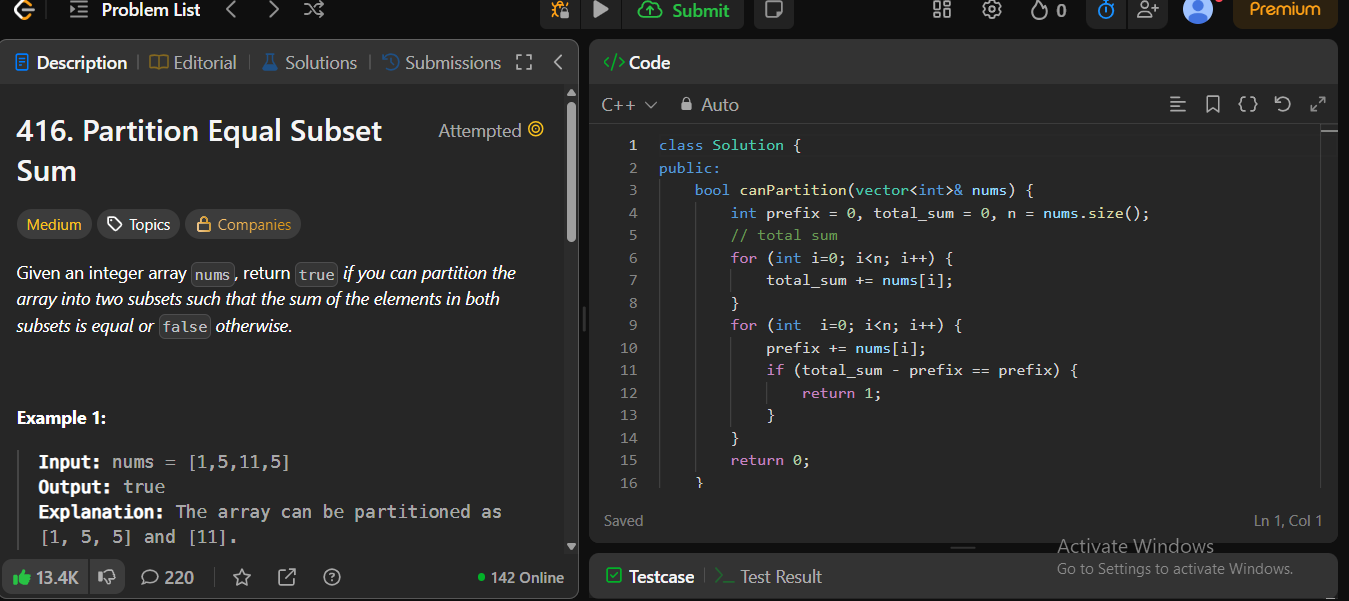 Problem List
Submit
0
Premium
Description
Editorial
Solutions
Submissions
</> Code
C++
Auto
416. Partition Equal Subset
Sum
Attempted
Medium
Topics
Companies
Given an integer array nums, return true if you can partition the
array into two subsets such that the sum of the elements in both
subsets is equal or false otherwise.
Example 1:
Input: nums = [1,5,11,5]
Output: true
Explanation: The array can be partitioned as
[1, 5, 5] and [11].
13.4K
220
142 Online
1 class Solution {
2 public:
3     bool canPartition(vector<int>& nums) {
4         int prefix = 0, total_sum = 0, n = nums.size();
5         // total sum
6         for (int i=0; i<n; i++) {
7             total_sum += nums[i];
8         }
9         for (int  i=0; i<n; i++) {
10             prefix += nums[i];
11             if (total_sum - prefix == prefix) {
12                 return 1;
13             }
14         }
15         return 0;
16     }
Saved
Ln 1, Col 1
Testcase
>_ Test Result
Activate Windows
Go to Settings to activate Windows.